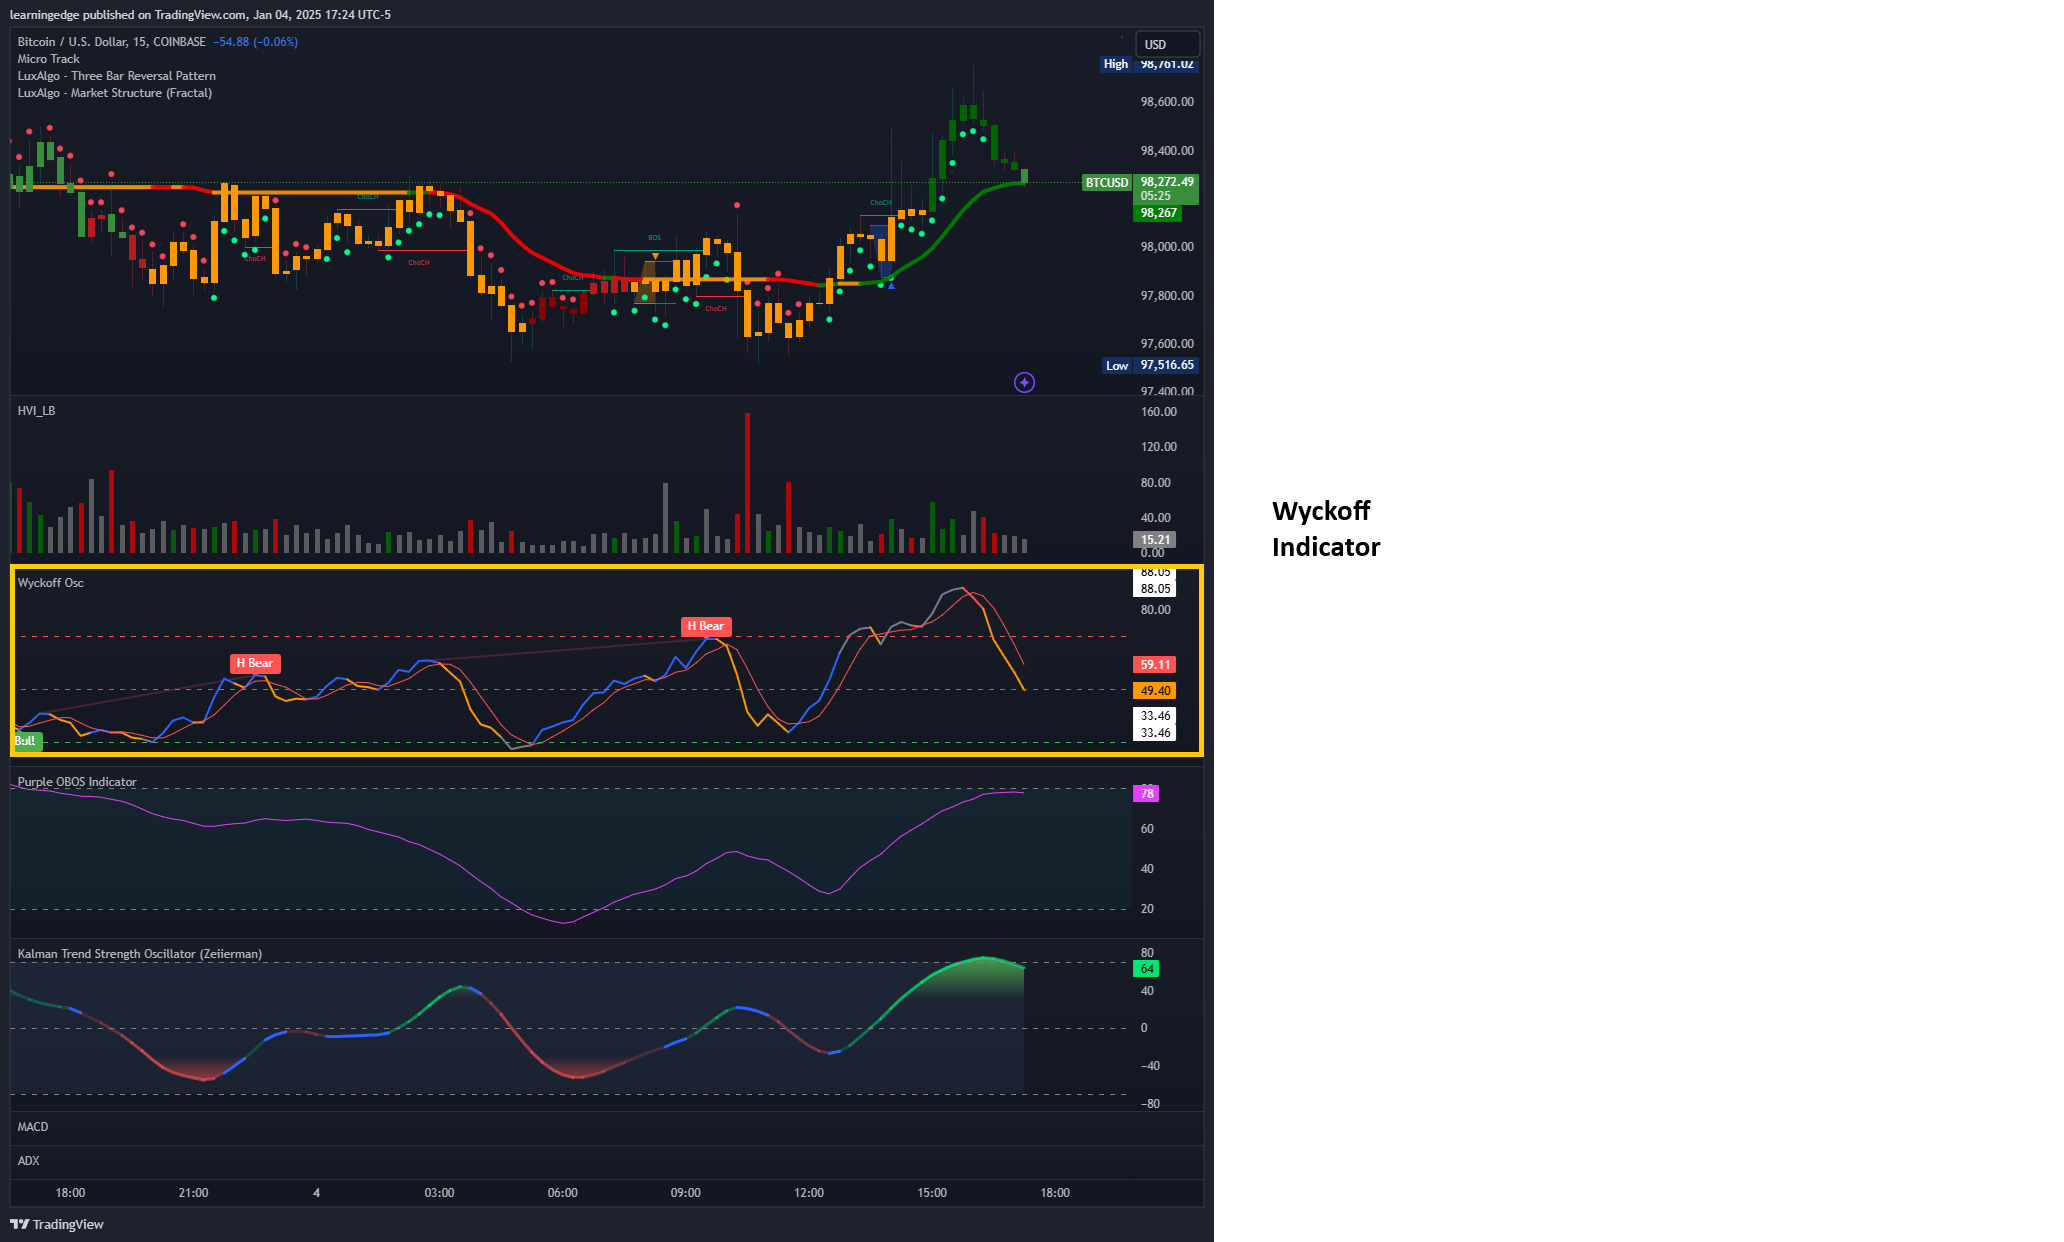 learningedge published on TradingView.com, Jan 04, 2025 17:24 UTC-5
Bitcoin / U.S. Dollar, 15, COINBASE −54.88 (−0.06%)
Micro Track
LuxAlgo - Three Bar Reversal Pattern
LuxAlgo - Market Structure (Fractal)
USD
High 98,761.02
98,600.00
98,400.00
BTCUSD 98,272.49
05:25
98,267
98,000.00
97,800.00
97,600.00
Low 97,516.65
97,400.00
ChoCH
ChoCH
ChoCH
ChoCH
BOS
ChoCH
ChoCH
HVI_LB
160.00
120.00
80.00
40.00
15.21
0.00
Wyckoff Osc
88.05
88.05
80.00
59.11
49.40
33.46
33.46
H Bear
H Bear
Bull
Wyckoff
Indicator
Purple OBOS Indicator
78
60
40
20
Kalman Trend Strength Oscillator (Zeiierman)
80
64
40
0
−40
−80
MACD
ADX
18:00 21:00 4 03:00 06:00 09:00 12:00 15:00 18:00
TradingView